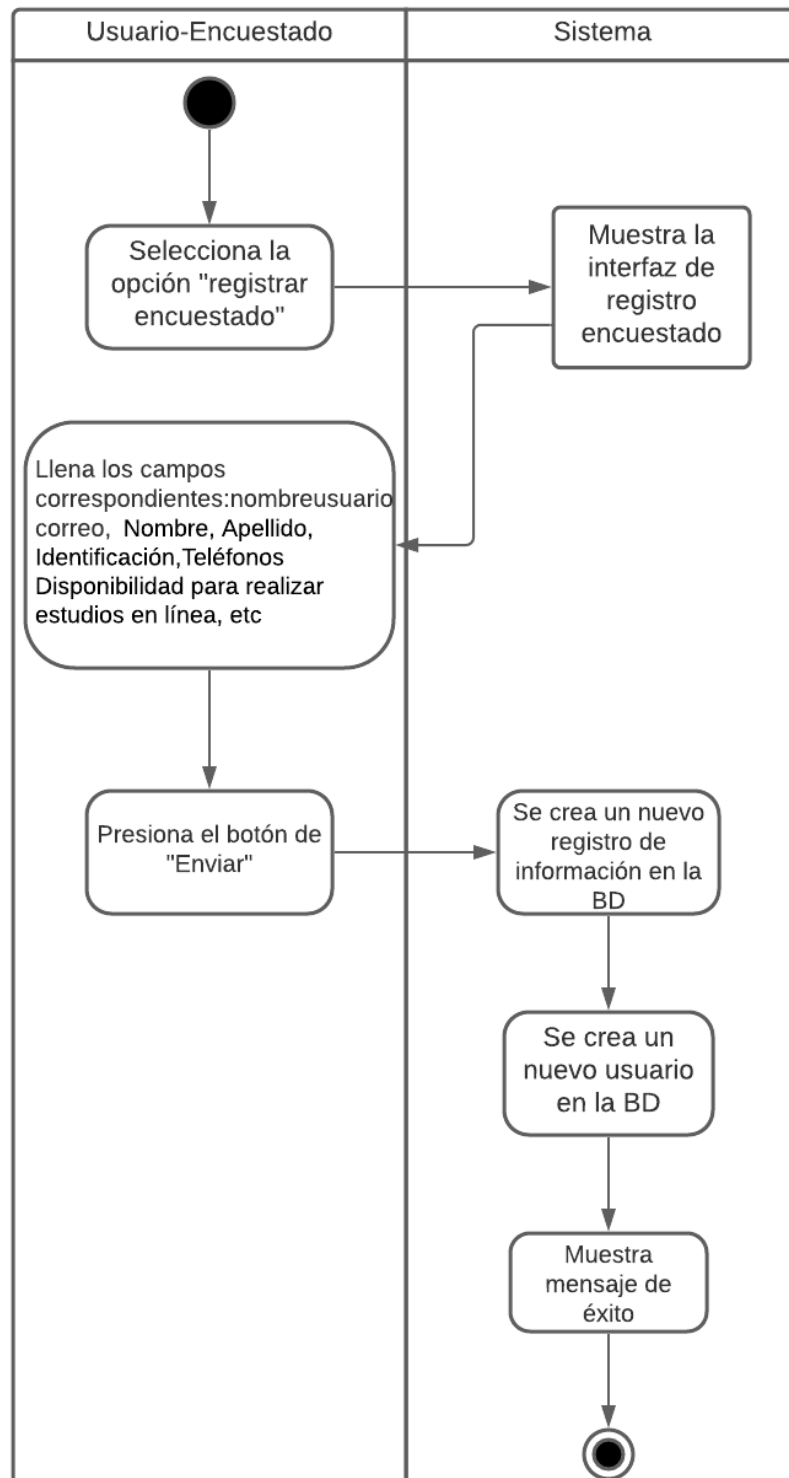 Usuario-Encuestado
Sistema
Selecciona la
opción "registrar
encuestado"
Muestra la
interfaz de
registro
encuestado
Llena los campos
correspondientes:nombreusuario
correo, Nombre, Apellido,
Identificación,Teléfonos
Disponibilidad para realizar
estudios en línea, etc
Presiona el botón de
"Enviar"
Se crea un nuevo
registro de
información en la
BD
Se crea un
nuevo usuario
en la BD
Muestra
mensaje de
éxito